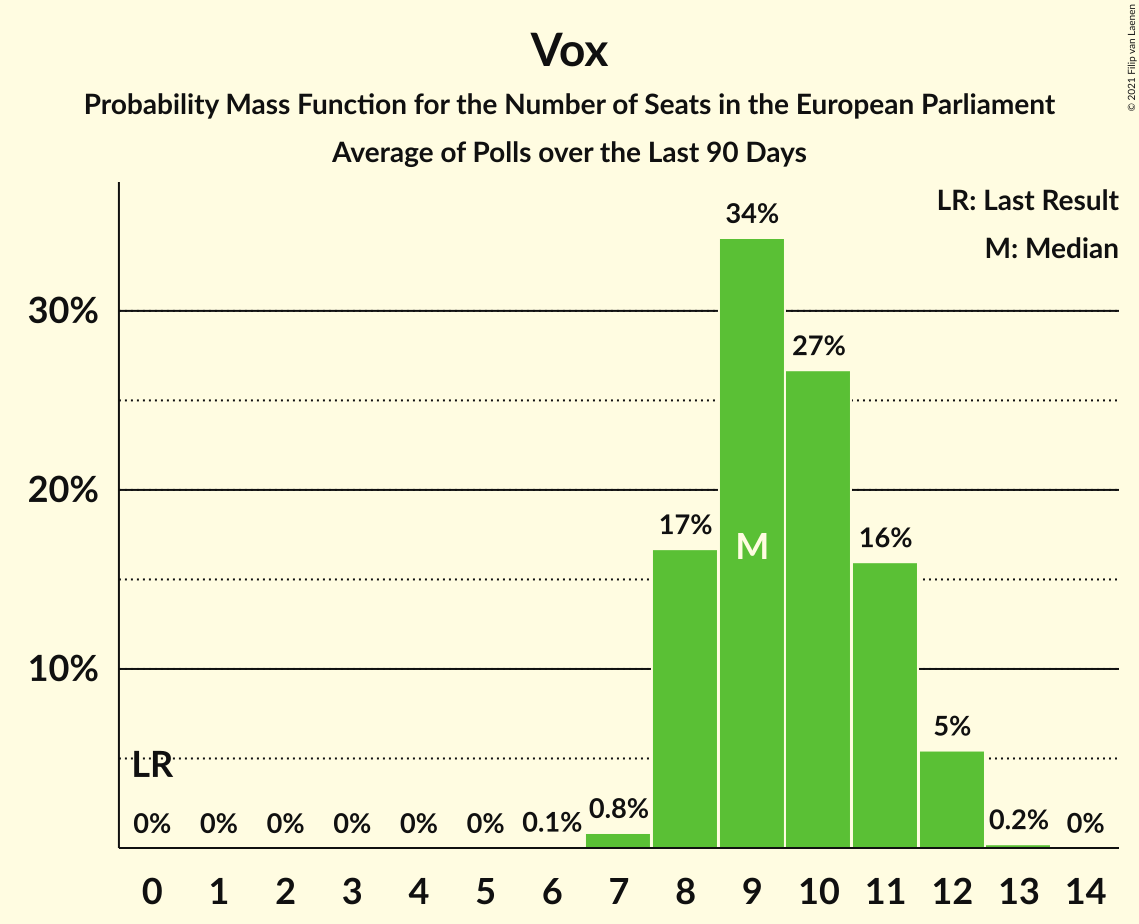 Vox
Probability Mass Function for the Number of Seats in the European Parliament
Average of Polls over the Last 90 Days
© 2021 Filip van Laenen
LR: Last Result
M: Median
34%
30%
27%
20%
17%
16%
M
10%
5%
LR
0% 0% 0% 0% 0% 0% 0.1% 0.8% 0.2% 0%
0 1 2 3 4 5 6 7 8 9 10 11 12 13 14